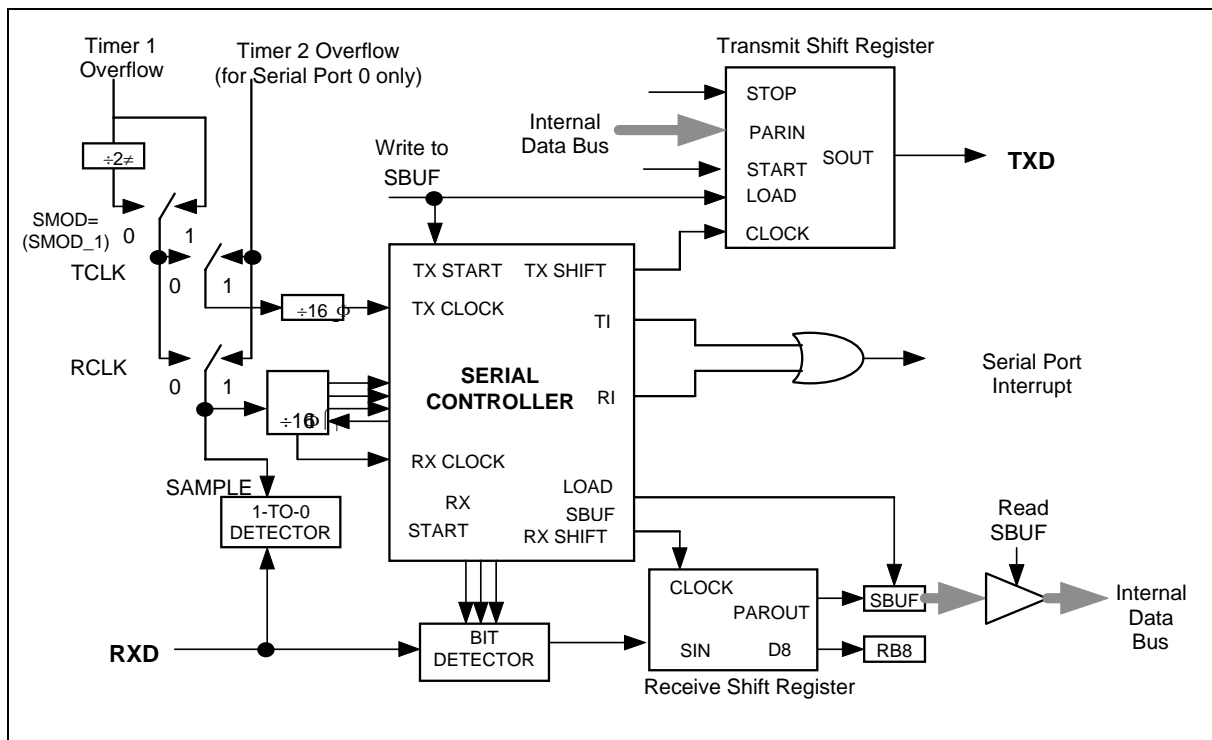 Timer 1
Overflow
Timer 2 Overflow
(for Serial Port 0 only)
÷2≠
SMOD=
(SMOD_1)
0
1
TCLK
0
1
÷16
RCLK
0
1
÷16
SAMPLE
1-TO-0
DETECTOR
RXD
Write to
SBUF
TX START
TX SHIFT
TX CLOCK
TI
SERIAL
CONTROLLER
RI
RX CLOCK
LOAD
SBUF
RX
START
RX SHIFT
BIT
DETECTOR
Transmit Shift Register
Internal
Data Bus
STOP
PARIN
START
LOAD
CLOCK
SOUT
TXD
Serial Port
Interrupt
CLOCK
PAROUT
SIN
D8
Receive Shift Register
SBUF
RB8
Read
SBUF
Internal
Data
Bus